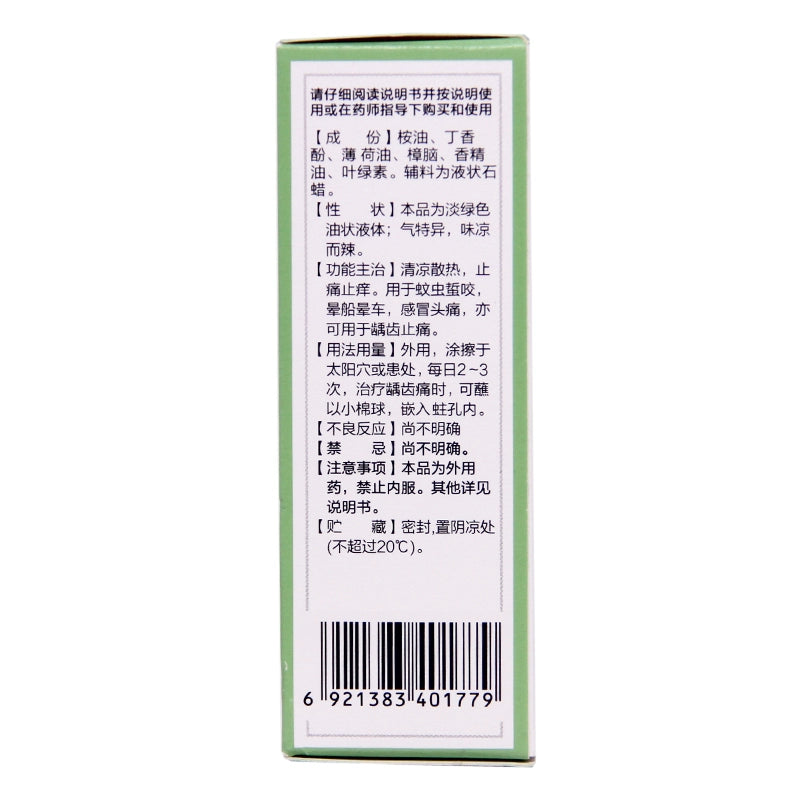 请仔细阅读说明书并按说明使
用或在药师指导下购买和使用
【成 份】桉油、丁香
酚、薄荷油、樟脑、香精
油、叶绿素。辅料为液状石
蜡。
【性 状】本品为淡绿色
油状液体；气特异，味凉
而辣。
【功能主治】清凉散热，止
痛止痒。用于蚊虫蜇咬，
晕船晕车，感冒头痛，亦
可用于龋齿止痛。
【用法用量】外用，涂擦于
太阳穴或患处，每日2~3
次，治疗龋齿痛时，可蘸
以小棉球，嵌入蛀孔内。
【不良反应】尚不明确
【禁 忌】尚不明确。
【注意事项】本品为外用
药，禁止内服。其他详见
说明书。
【贮 藏】密封,置阴凉处
(不超过20℃)。
6 921383 401779